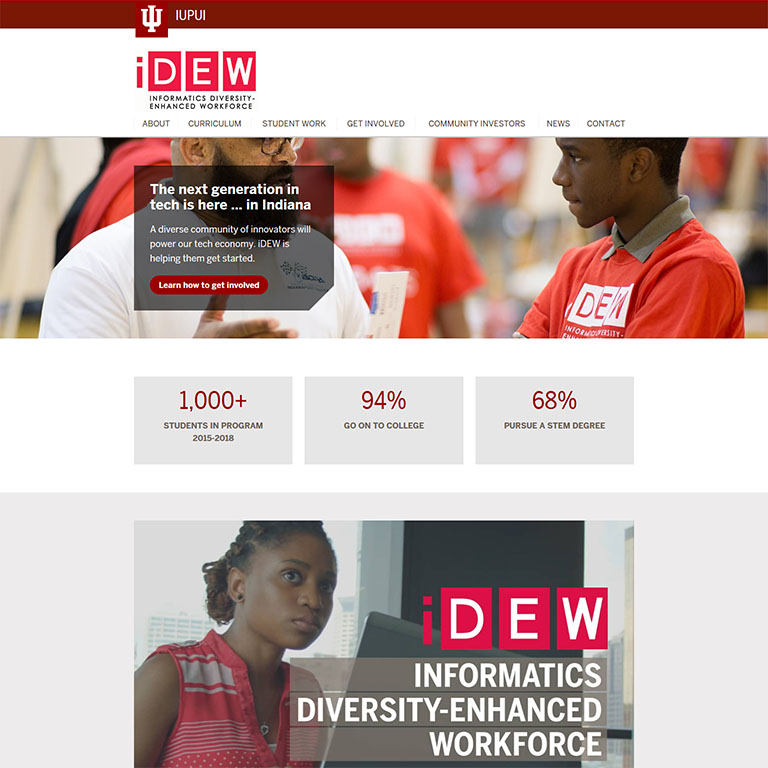 IUPUI
iDEW
INFORMATICS DIVERSITY-
ENHANCED WORKFORCE
ABOUT CURRICULUM STUDENT WORK GET INVOLVED COMMUNITY INVESTORS NEWS CONTACT
The next generation in
tech is here ... in Indiana
A diverse community of innovators will
power our tech economy. iDEW is
helping them get started.
Learn how to get involved
iDEW
INFORMATICS DIVERSITY-
1,000+
STUDENTS IN PROGRAM
2015-2018
94%
GO ON TO COLLEGE
68%
PURSUE A STEM DEGREE
iDEW
INFORMATICS
DIVERSITY-ENHANCED
WORKFORCE